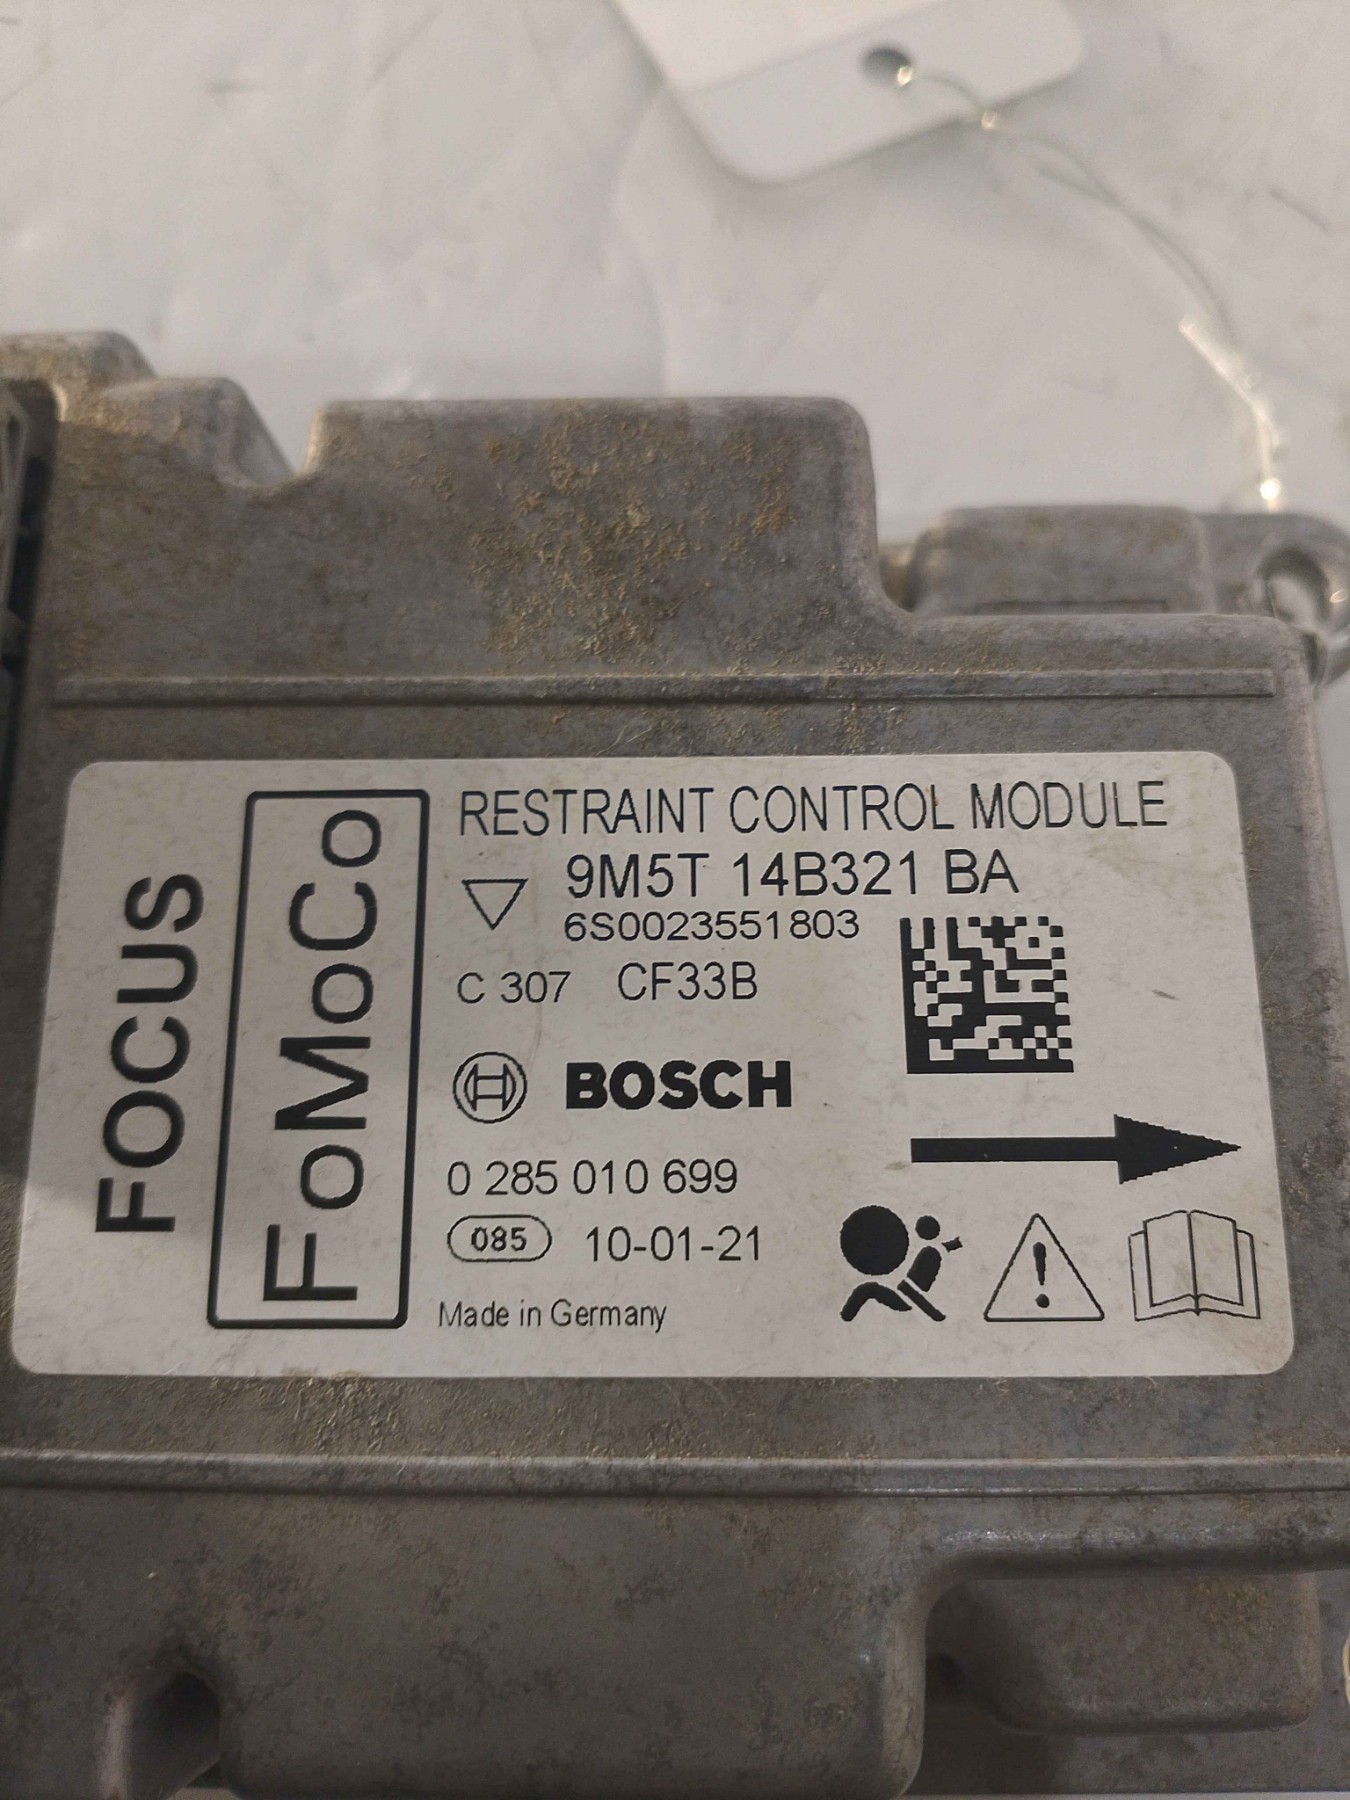 FOCUS
FoMoCo
RESTRAINT CONTROL MODULE
9M5T 14B321 BA
6S0023551803
C 307 CF33B
BOSCH
0 285 010 699
085 10-01-21
Made in Germany